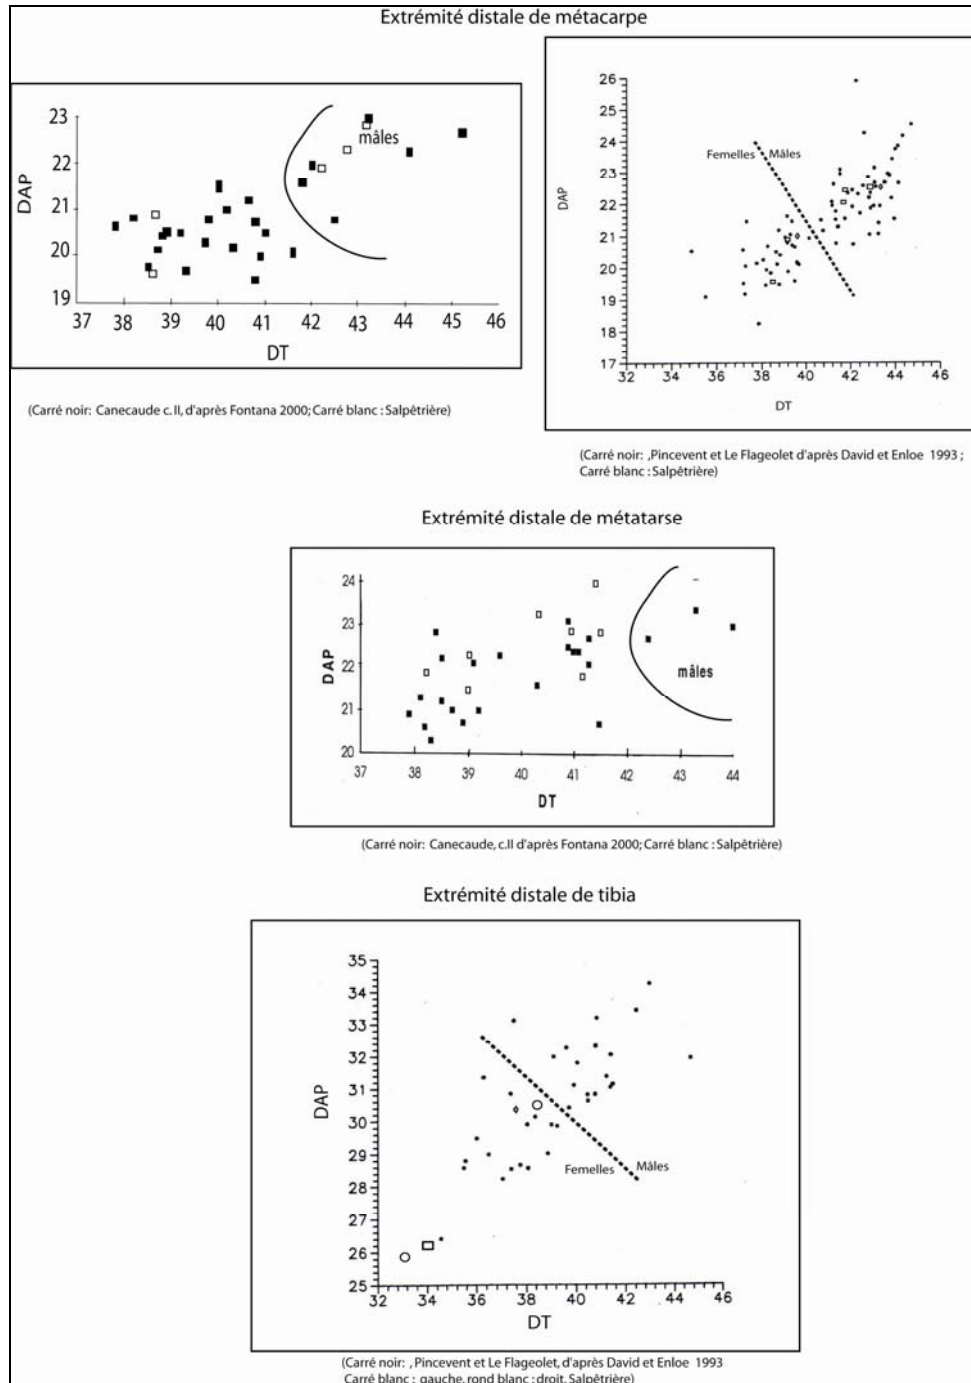 Extrémité distale de métacarpe
23
22
21
20
19
DAP
mâles
37 38 39 40 41 42 43 44 45 46
DT
(Carré noir: Canecaude c. II, d'après Fontana 2000; Carré blanc : Salpêtrière)
26
25
24
23
22
21
20
19
18
17
DAP
Femelles Mâles
32 34 36 38 40 42 44 46
DT
(Carré noir: ,Pincevent et Le Flageolet d'après David et Enloe 1993 ;
Carré blanc : Salpêtrière)
Extrémité distale de métatarse
24
23
22
21
20
DAP
mâles
37 38 39 40 41 42 43 44
DT
(Carré noir: Canecaude, c.II d'après Fontana 2000; Carré blanc : Salpêtrière)
Extrémité distale de tibia
35
34
33
32
31
30
29
28
27
26
25
DAP
Femelles Mâles
32 34 36 38 40 42 44 46
DT
(Carré noir: , Pincevent et Le Flageolet, d'après David et Enloe 1993
Carré blanc : gauche, rond blanc : droit, Salpêtrière)